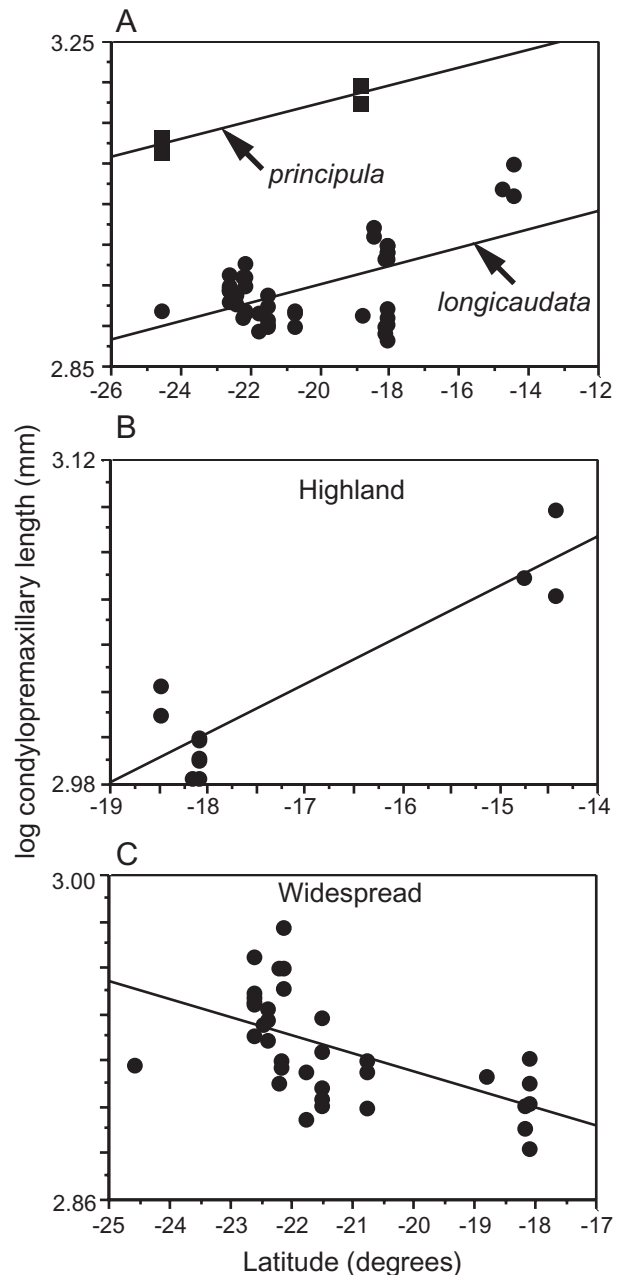 A
3.25
principula
longicaudata
2.85
-26 -24 -22 -20 -18 -16 -14 -12
log condylopremaxillary length (mm)
B
3.12
Highland
2.98
-19 -18 -17 -16 -15 -14
C
3.00
Widespread
2.86
-25 -24 -23 -22 -21 -20 -19 -18 -17
Latitude (degrees)